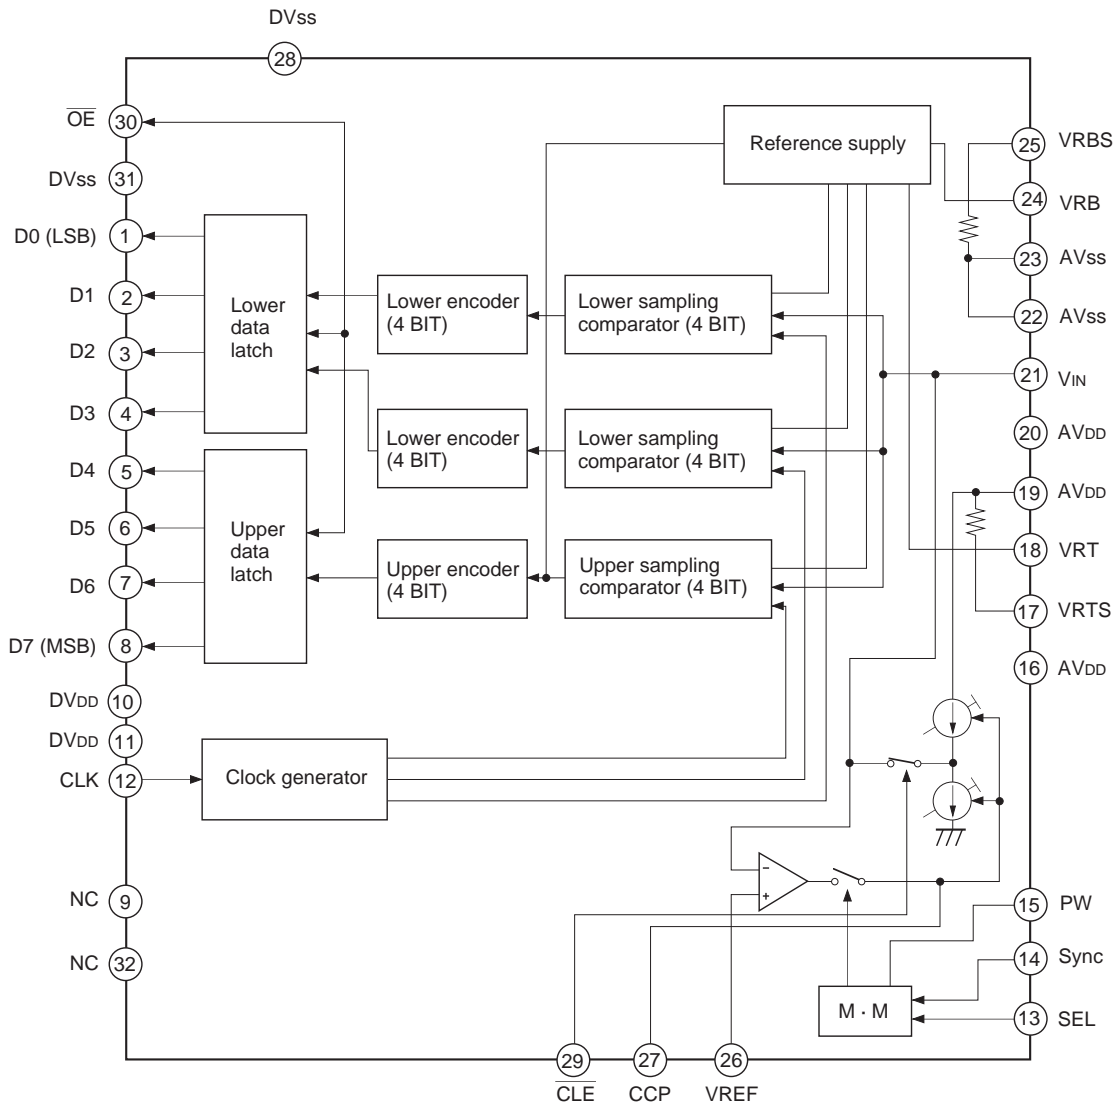 DVss
28
OE
30
DVss
31
D0 (LSB)
1
D1
2
D2
3
D3
4
D4
5
D5
6
D6
7
D7 (MSB)
8
DVDD
10
DVDD
11
CLK
12
NC
9
NC
32
Lower
data
latch
Upper
data
latch
Clock generator
Lower encoder
(4 BIT)
Lower encoder
(4 BIT)
Upper encoder
(4 BIT)
Reference supply
Lower sampling
comparator (4 BIT)
Lower sampling
comparator (4 BIT)
Upper sampling
comparator (4 BIT)
−
+
M · M
25
VRBS
24
VRB
23
AVss
22
AVss
21
VIN
20
AVDD
19
AVDD
18
VRT
17
VRTS
16
AVDD
15
PW
14
Sync
13
SEL
29
CLE
27
CCP
26
VREF